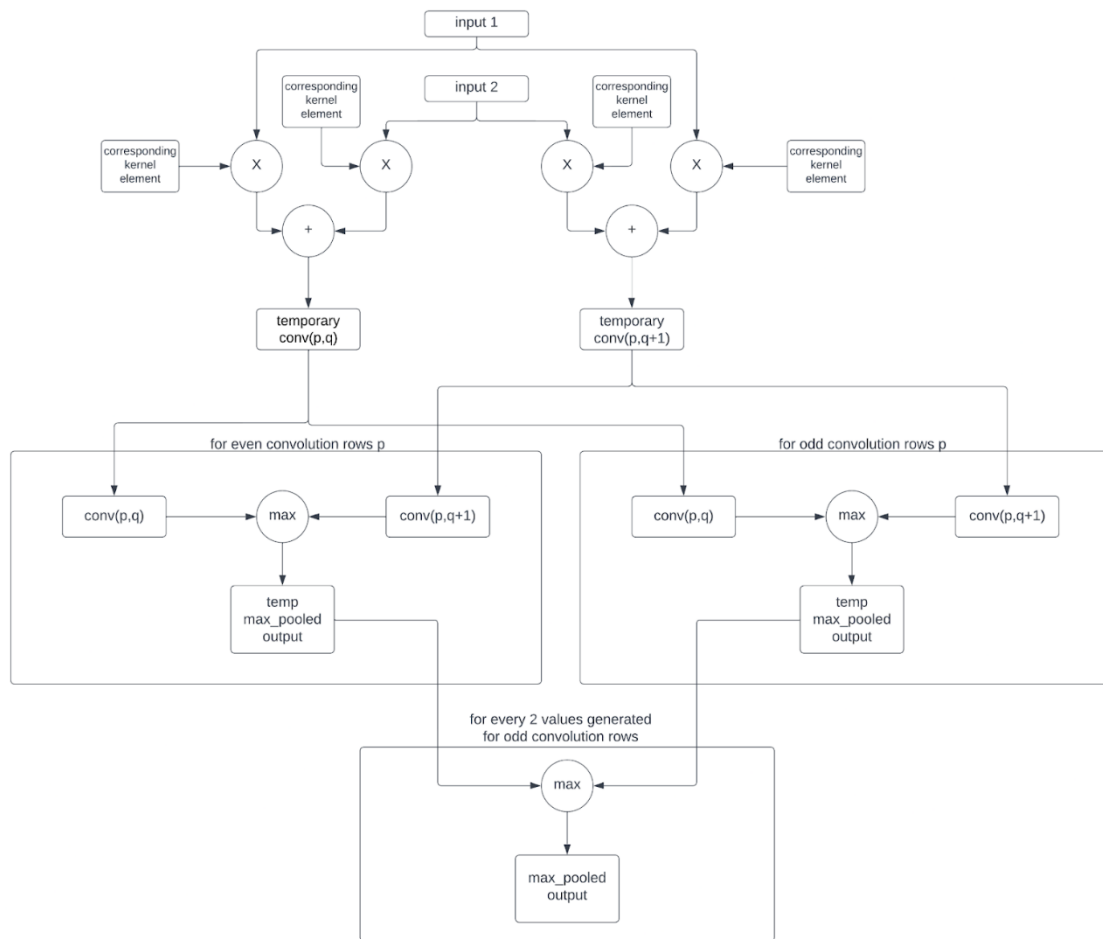 input 1
corresponding
kernel
element
input 2
corresponding
kernel
element
corresponding
kernel
element
X
X
X
X
corresponding
kernel
element
+
+
temporary
conv(p,q)
temporary
conv(p,q+1)
for even convolution rows p
for odd convolution rows p
conv(p,q)
max
conv(p,q+1)
conv(p,q)
max
conv(p,q+1)
temp
max_pooled
output
temp
max_pooled
output
for every 2 values generated
for odd convolution rows
max
max_pooled
output